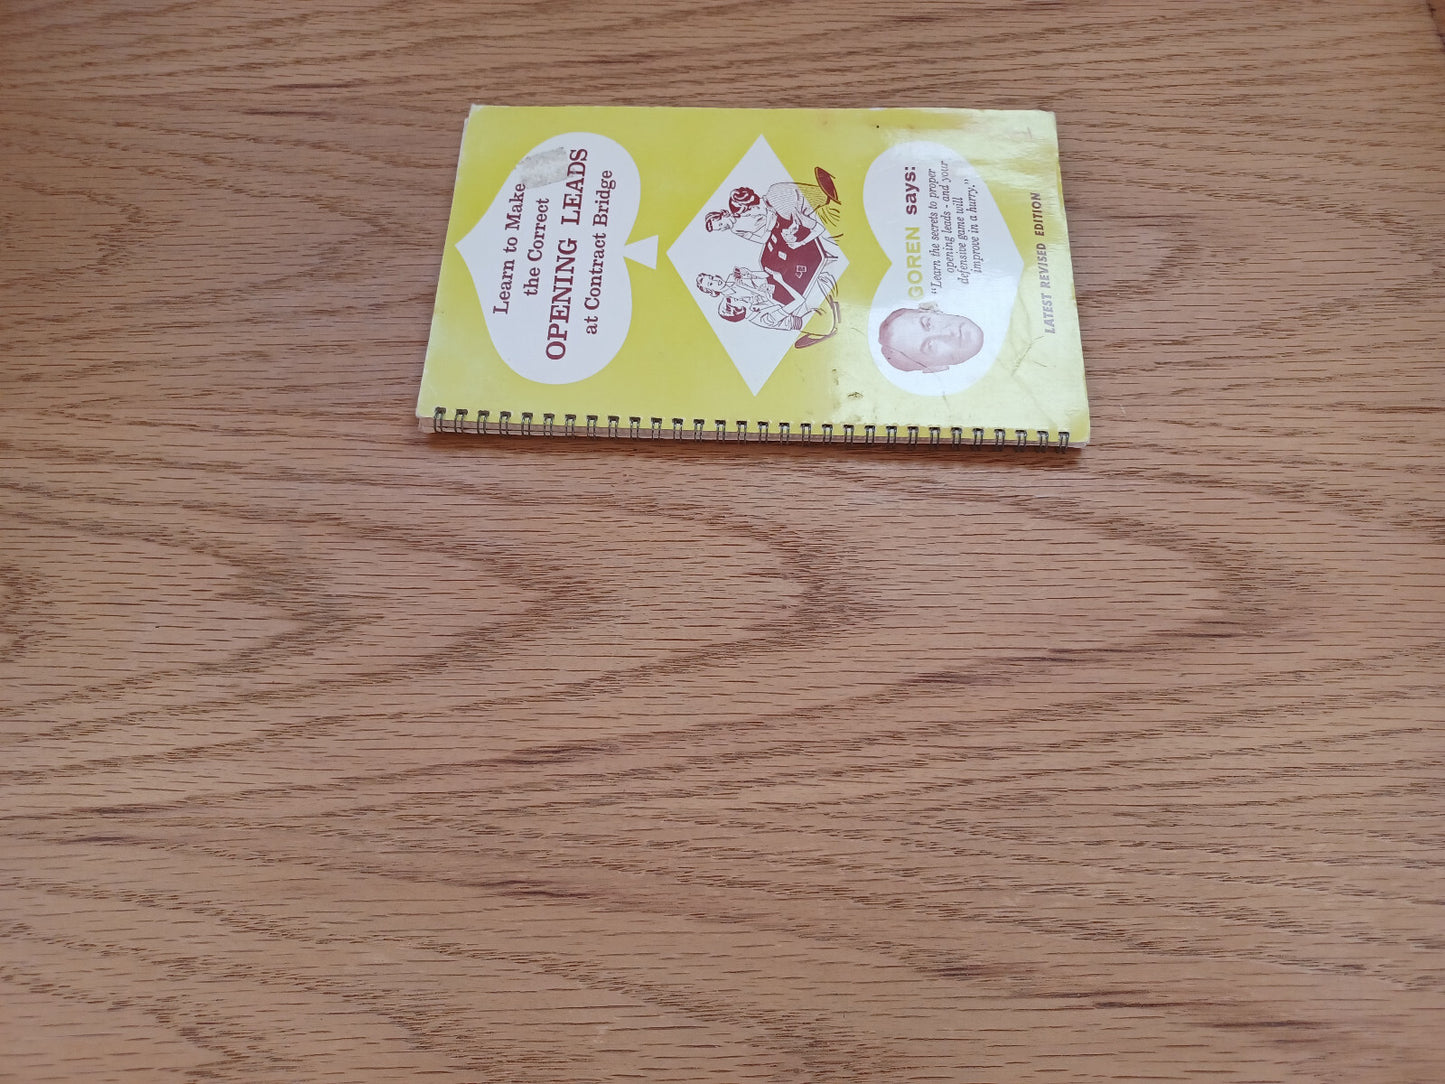 Learn to Make
the Correct
OPENING LEADS
at Contract Bridge
GOREN says:
“Learn the secrets to proper
opening leads - and your
defensive game will
improve in a hurry.”
LATEST REVISED EDITION